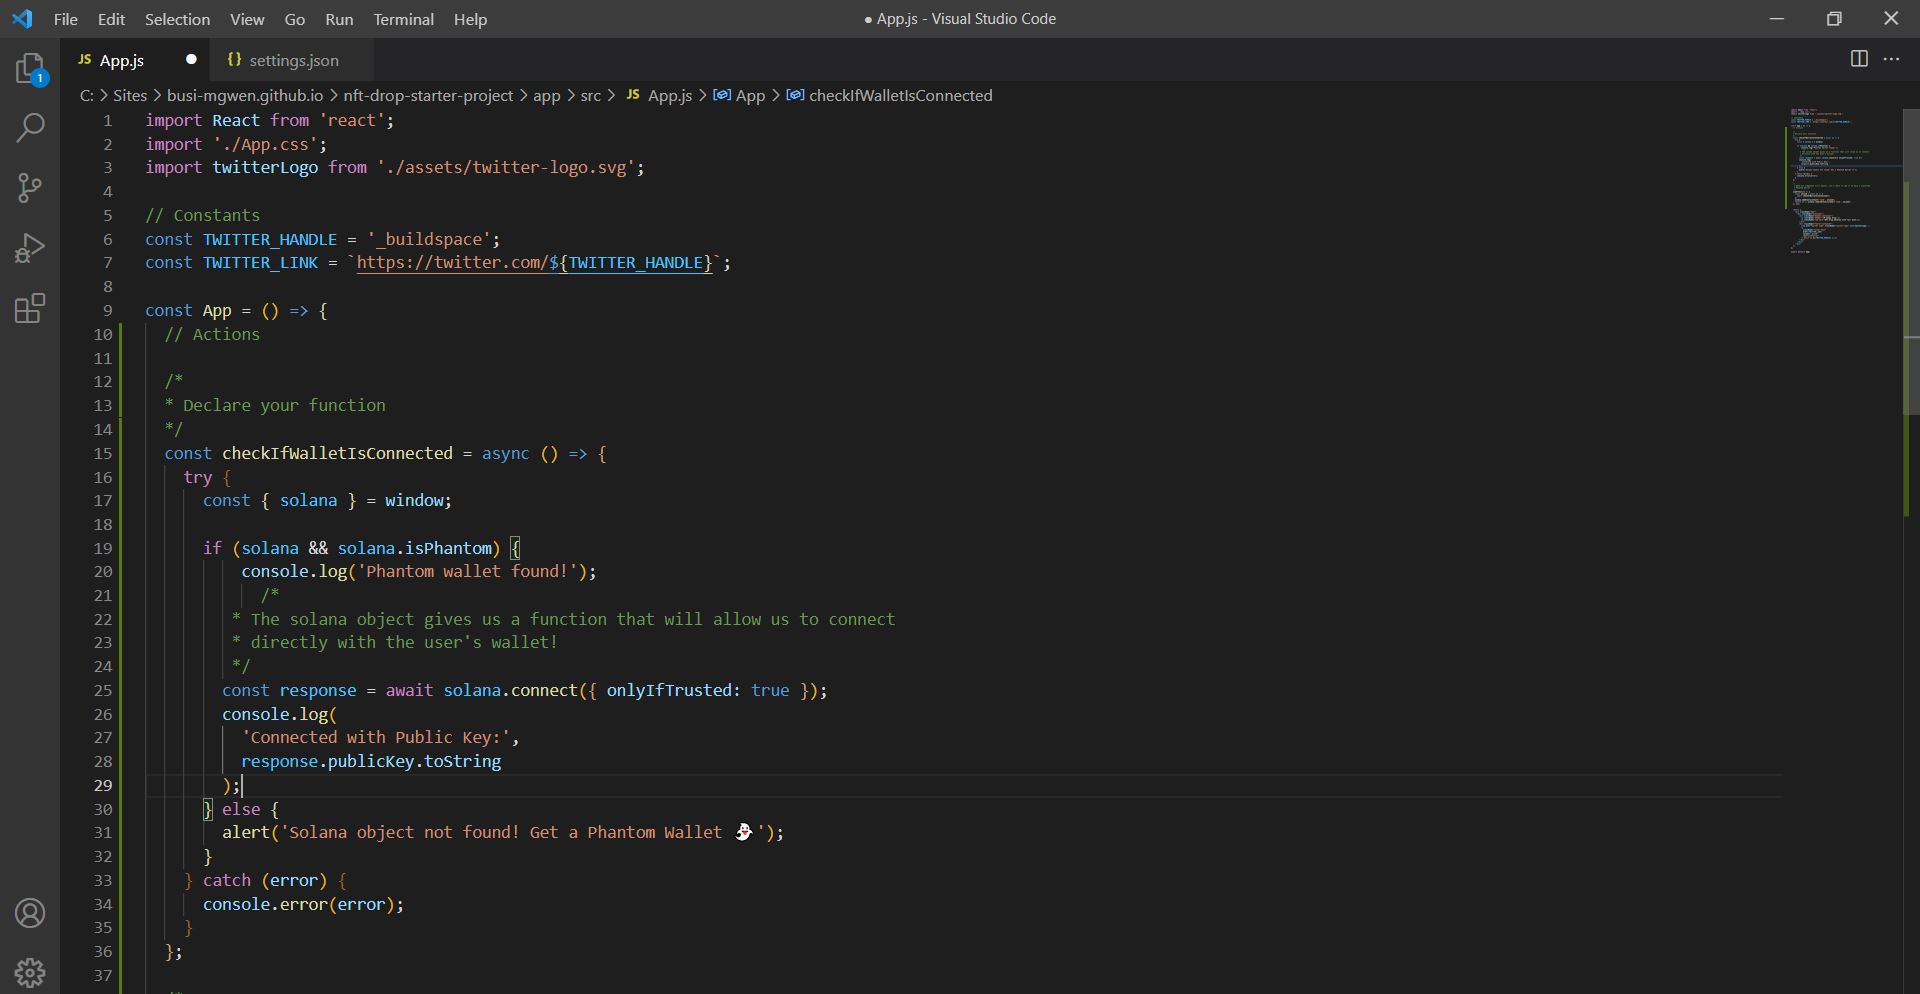 File Edit Selection View Go Run Terminal Help
● App.js - Visual Studio Code
JS App.js ●
{} settings.json
1
C: > Sites > busi-mgwen.github.io > nft-drop-starter-project > app > src > JS App.js > App > checkIfWalletIsConnected
1 import React from 'react';
2 import './App.css';
3 import twitterLogo from './assets/twitter-logo.svg';
4
5 // Constants
6 const TWITTER_HANDLE = '_buildspace';
7 const TWITTER_LINK = `https://twitter.com/${TWITTER_HANDLE}`;
8
9 const App = () => {
10 // Actions
11
12 /*
13 * Declare your function
14 */
15 const checkIfWalletIsConnected = async () => {
16 try {
17 const { solana } = window;
18
19 if (solana && solana.isPhantom) {
20 console.log('Phantom wallet found!');
21 /*
22 * The solana object gives us a function that will allow us to connect
23 * directly with the user's wallet!
24 */
25 const response = await solana.connect({ onlyIfTrusted: true });
26 console.log(
27 'Connected with Public Key:',
28 response.publicKey.toString
29 );
30 } else {
31 alert('Solana object not found! Get a Phantom Wallet 👻');
32 }
33 } catch (error) {
34 console.error(error);
35 }
36 };
37